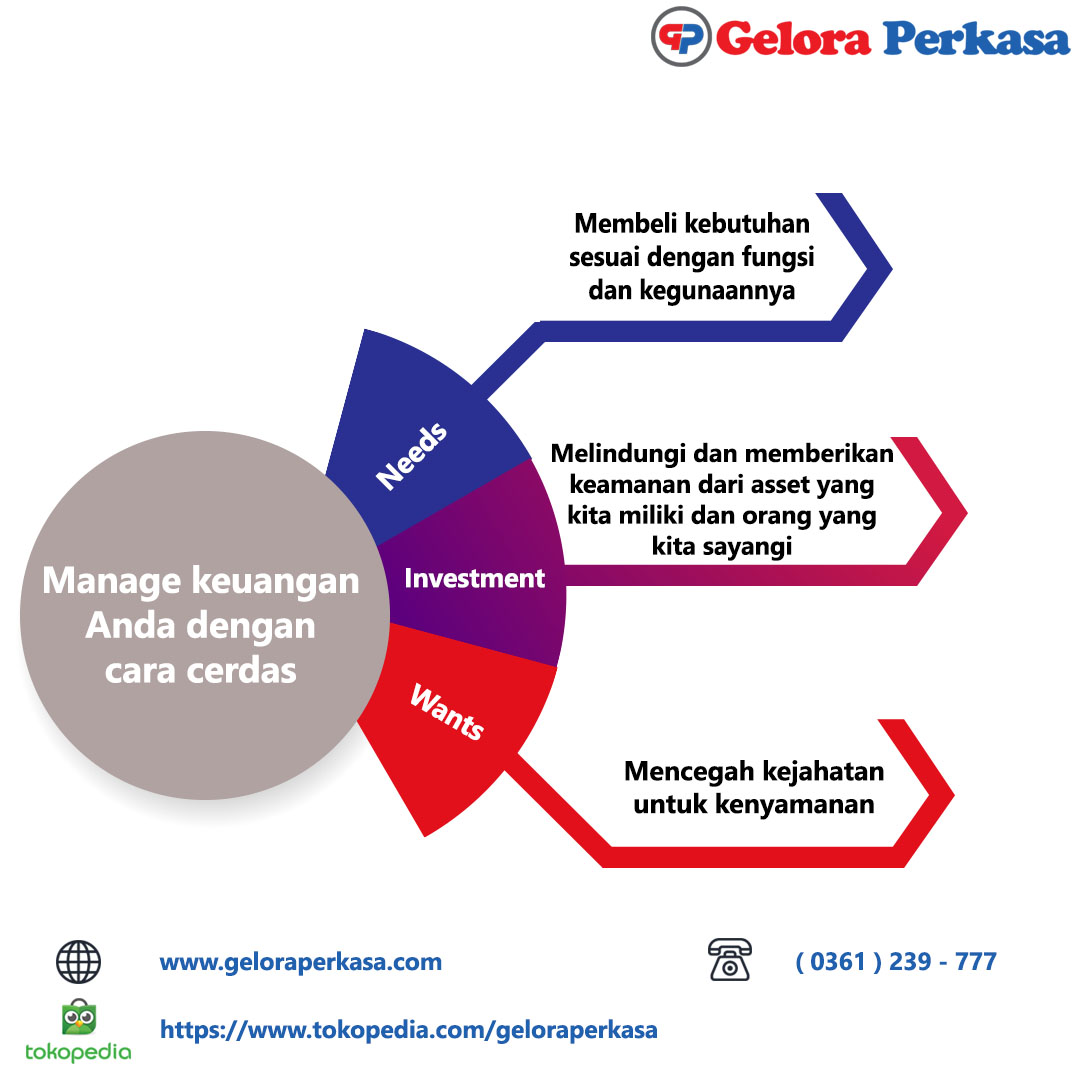 GP Gelora Perkasa
Membeli kebutuhan
sesuai dengan fungsi
dan kegunaannya
Needs
Melindungi dan memberikan
keamanan dari asset yang
kita miliki dan orang yang
kita sayangi
Investment
Manage keuangan
Anda dengan
cara cerdas
Wants
Mencegah kejahatan
untuk kenyamanan
www.geloraperkasa.com
( 0361 ) 239 - 777
tokopedia
https://www.tokopedia.com/geloraperkasa